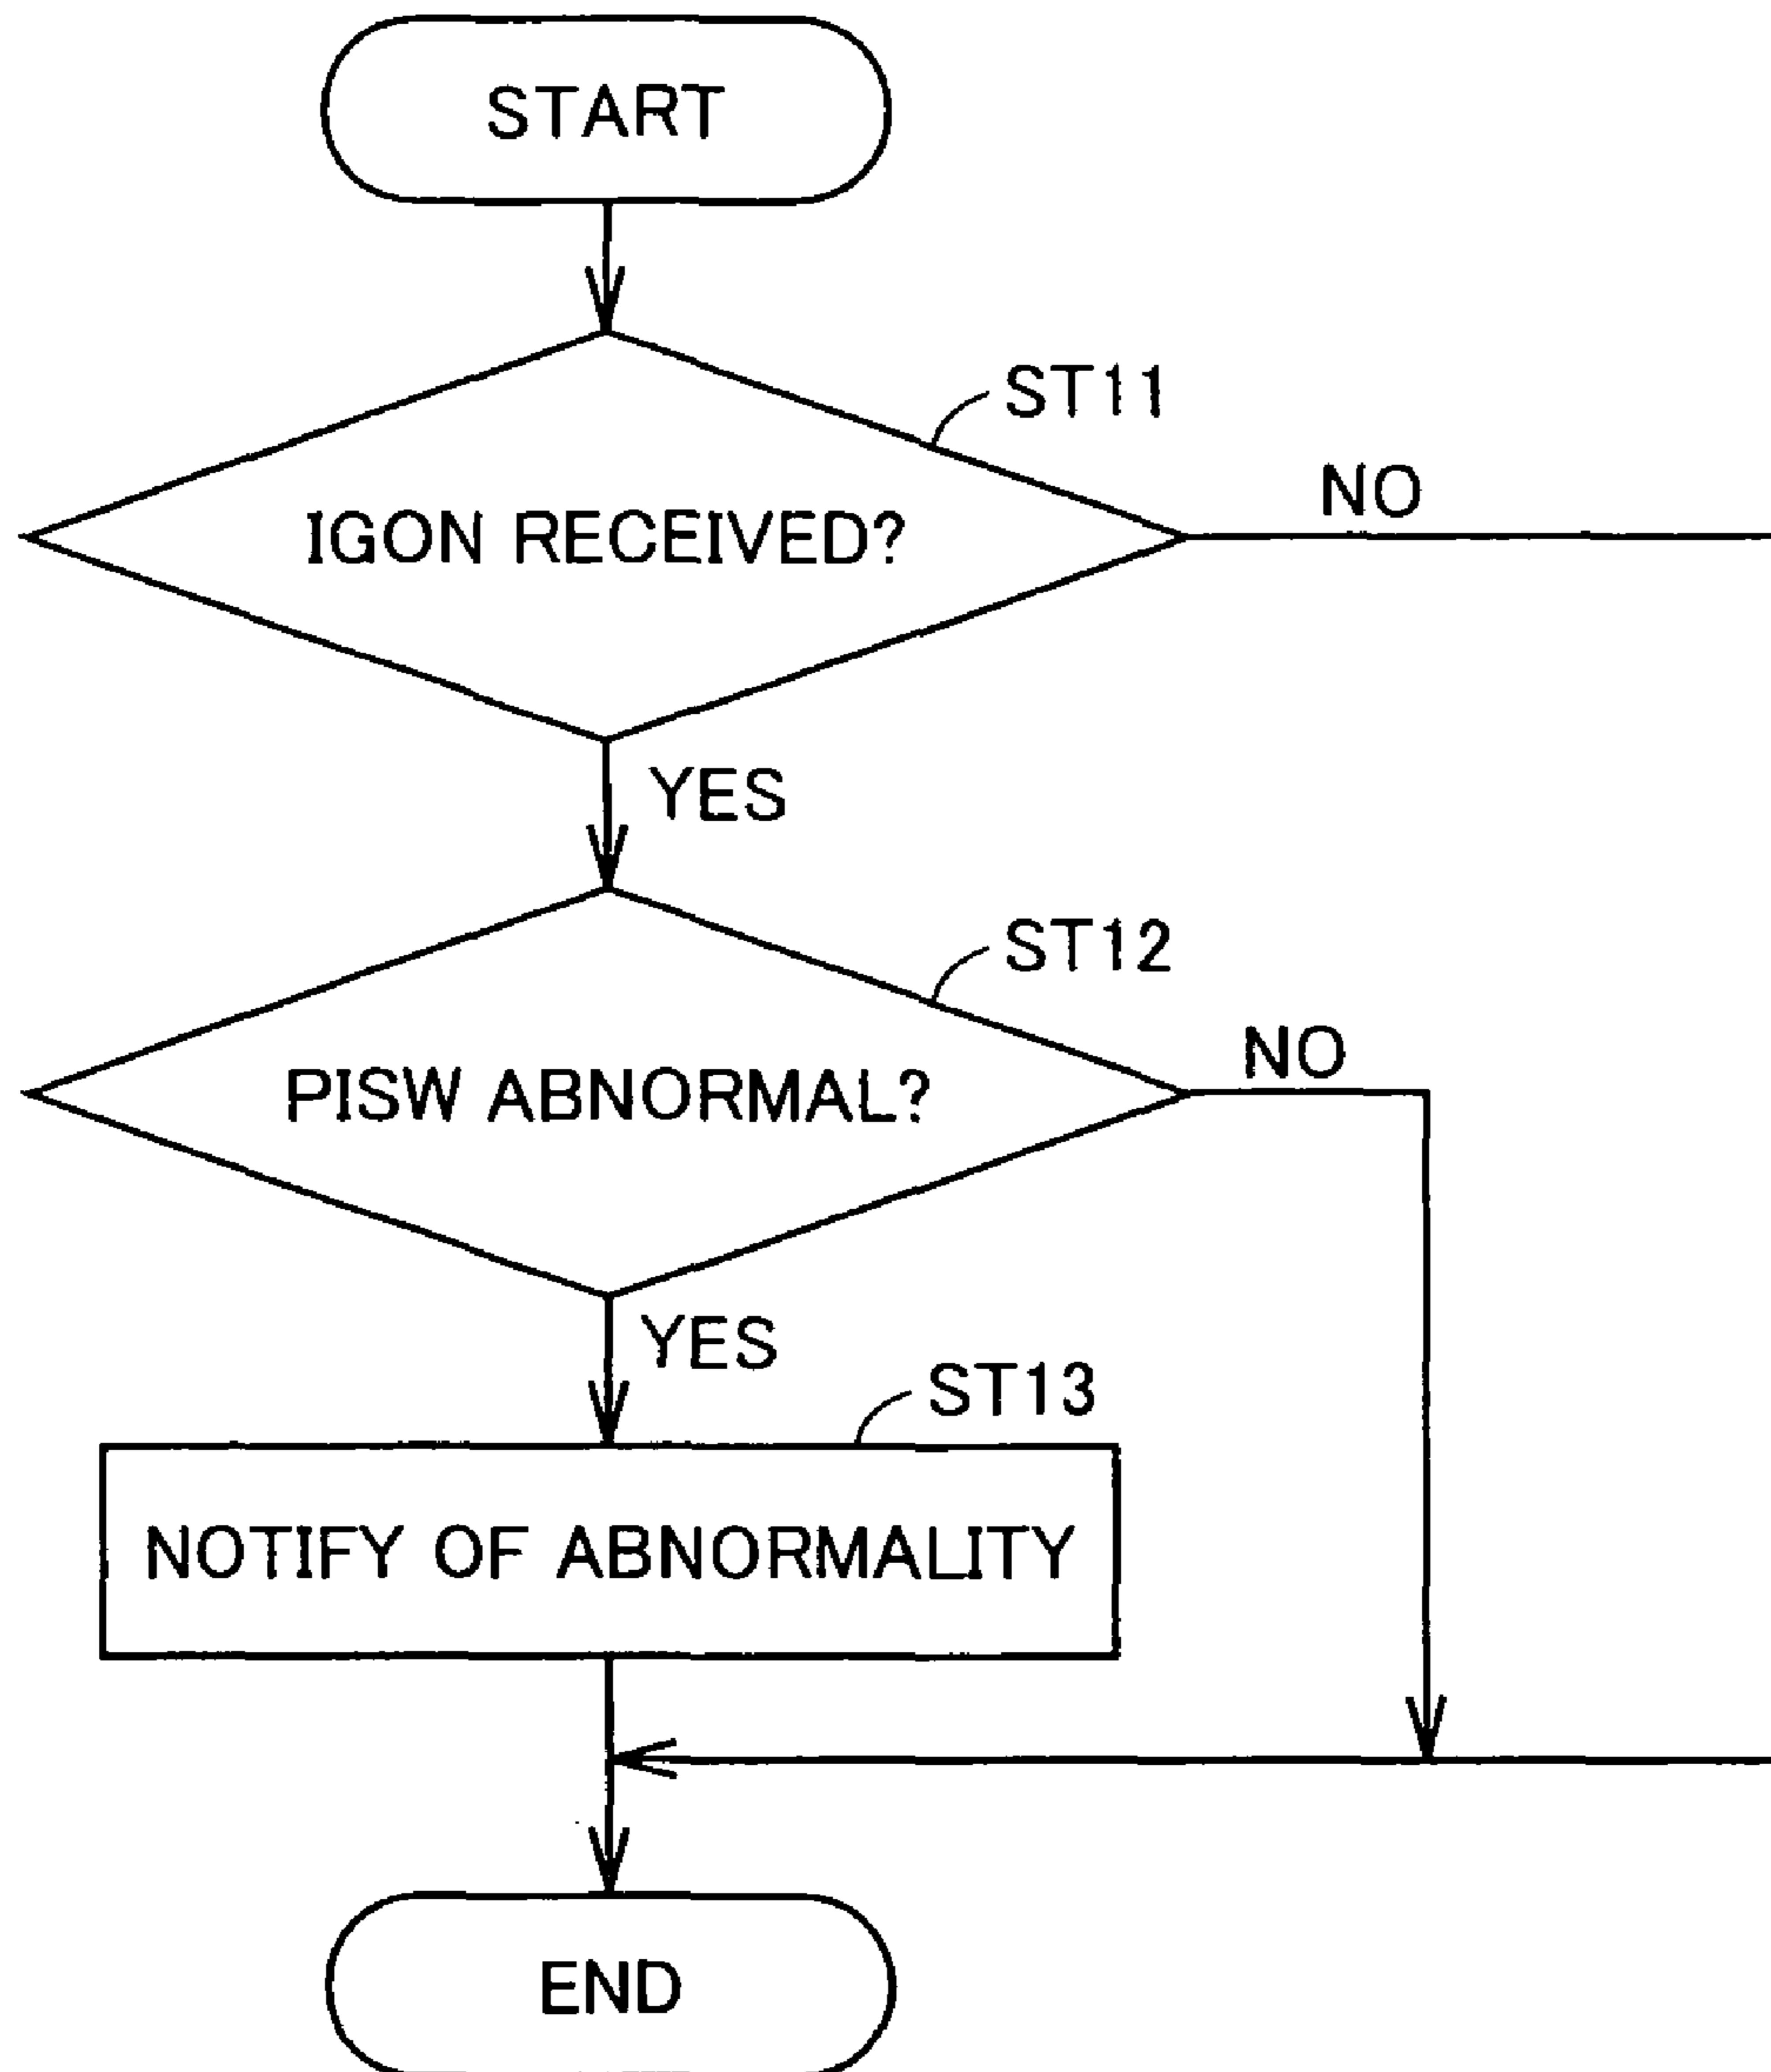 START
ST11
NO
IGON RECEIVED?
YES
ST12
NO
PISW ABNORMAL?
YES
ST13
NOTIFY OF ABNORMALITY
END